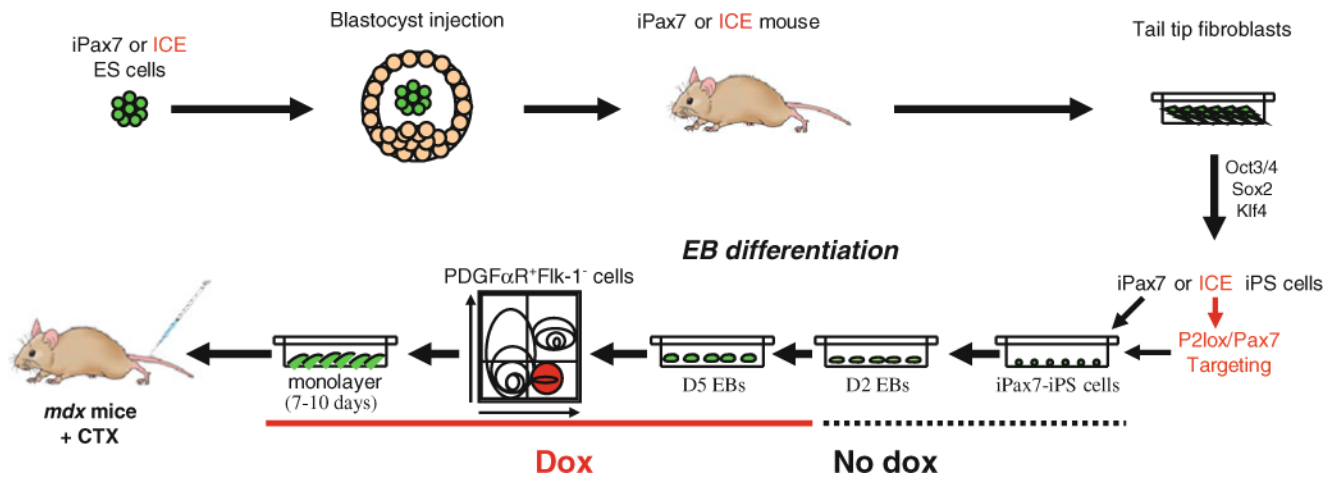 Blastocyst injection
iPax7 or ICE mouse
Tail tip fibroblasts
iPax7 or ICE
ES cells
Oct3/4
Sox2
Klf4
EB differentiation
PDGFαR⁺Flk-1⁻ cells
iPax7 or ICE iPS cells
P2lox/Pax7
Targeting
monolayer
(7-10 days)
D5 EBs
D2 EBs
iPax7-iPS cells
mdx mice
+ CTX
Dox
No dox